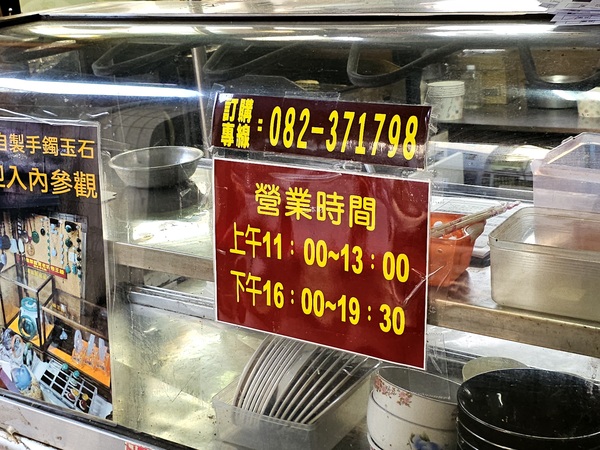 訂購
專線：082-371798
營業時間
上午11：00~13：00
下午16：00~19：30
自製手鐲玉石
迎入內參觀